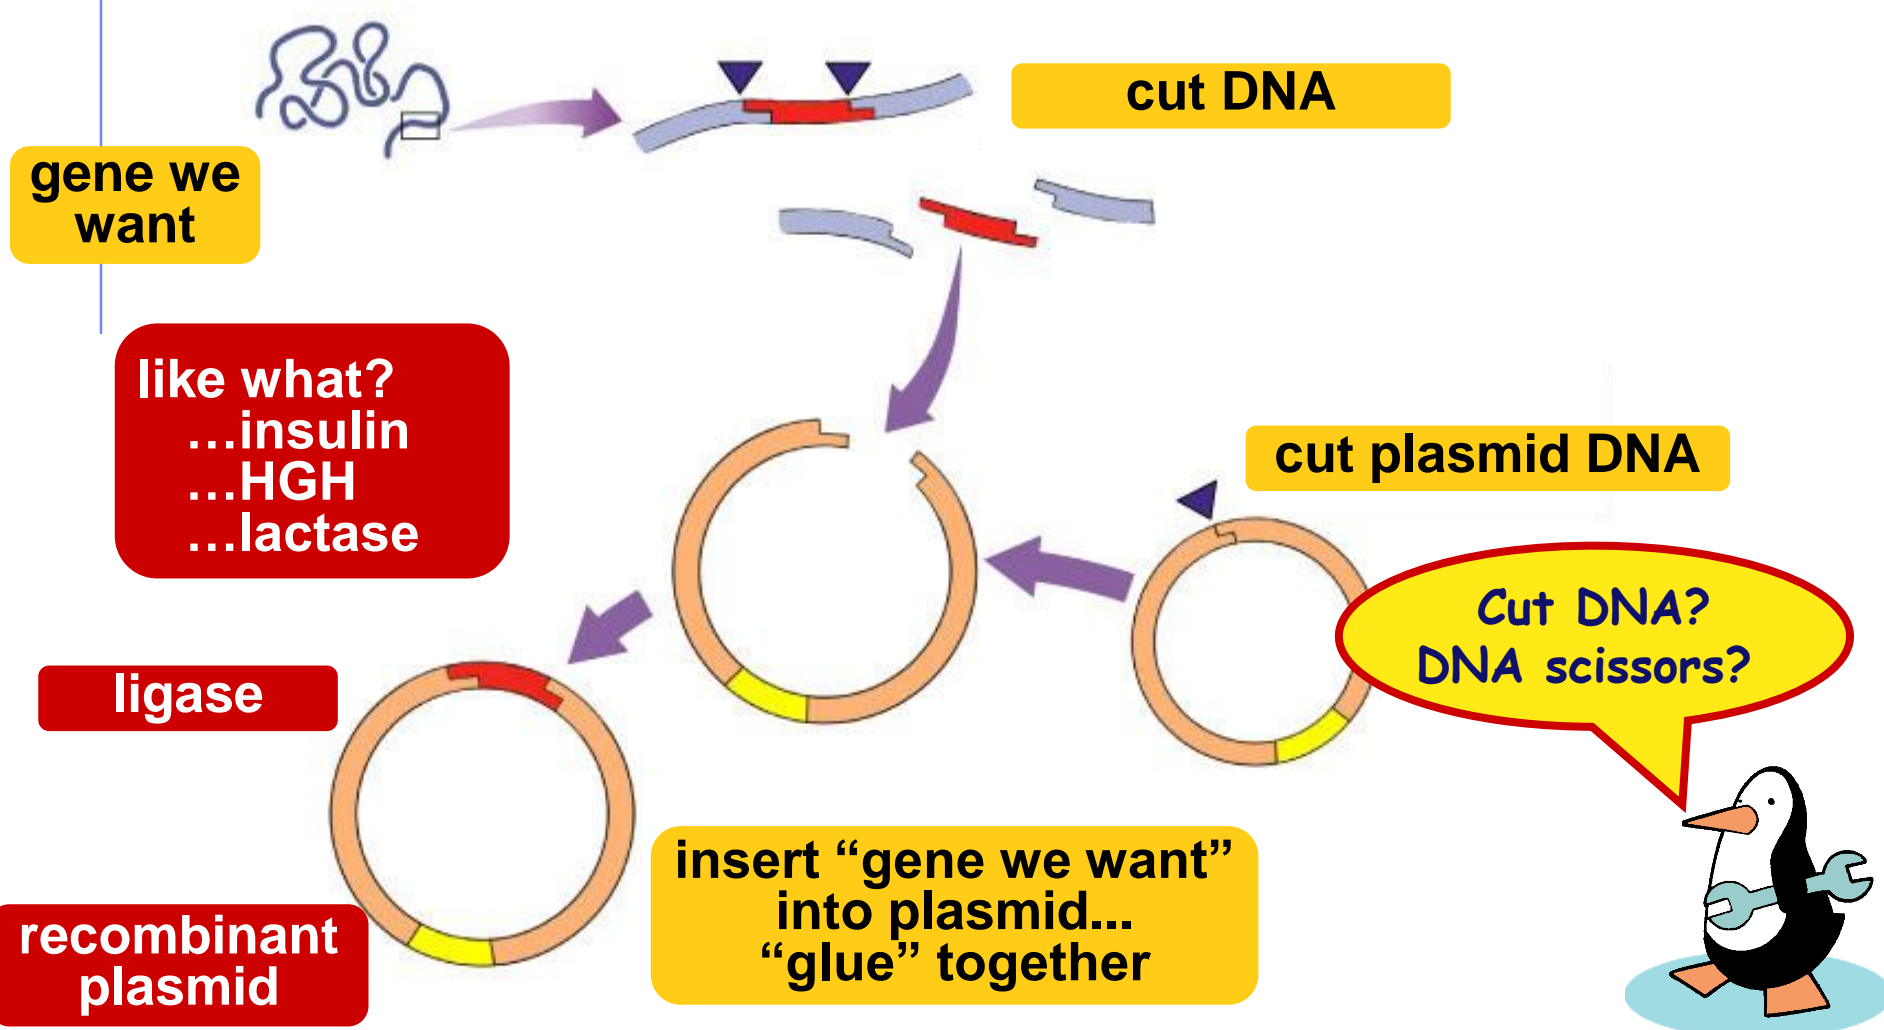 cut DNA
gene we
want
like what?
…insulin
…HGH
…lactase
cut plasmid DNA
Cut DNA?
DNA scissors?
ligase
insert “gene we want”
into plasmid...
“glue” together
recombinant
plasmid